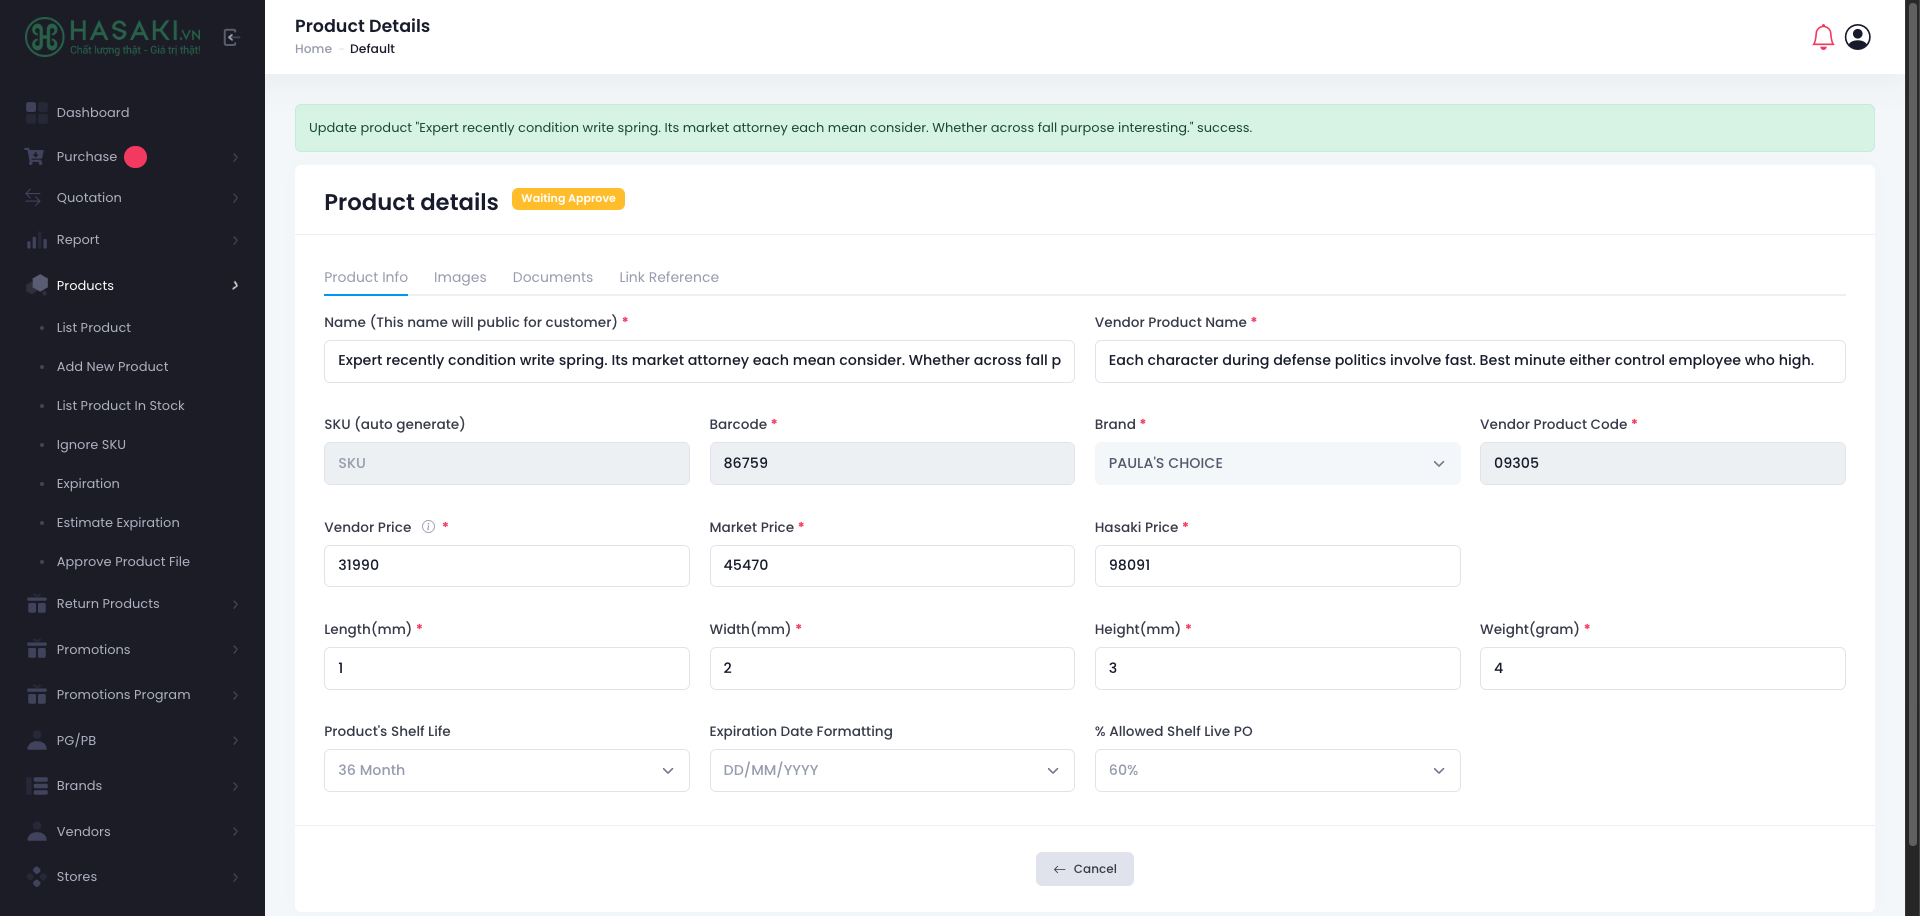 HASAKI.VN
Chất lượng thật - Giá trị thật!
Product Details
Home - Default
Dashboard
Purchase
Quotation
Report
Products
List Product
Add New Product
List Product In Stock
Ignore SKU
Expiration
Estimate Expiration
Approve Product File
Return Products
Promotions
Promotions Program
PG/PB
Brands
Vendors
Stores
Update product "Expert recently condition write spring. Its market attorney each mean consider. Whether across fall purpose interesting." success.
Product details Waiting Approve
Product Info Images Documents Link Reference
Name (This name will public for customer) * Vendor Product Name *
Expert recently condition write spring. Its market attorney each mean consider. Whether across fall p Each character during defense politics involve fast. Best minute either control employee who high.
SKU (auto generate) Barcode * Brand * Vendor Product Code *
SKU 86759 PAULA'S CHOICE 09305
Vendor Price * Market Price * Hasaki Price *
31990 45470 98091
Length(mm) * Width(mm) * Height(mm) * Weight(gram) *
1 2 3 4
Product's Shelf Life Expiration Date Formatting % Allowed Shelf Live PO
36 Month DD/MM/YYYY 60%
Cancel